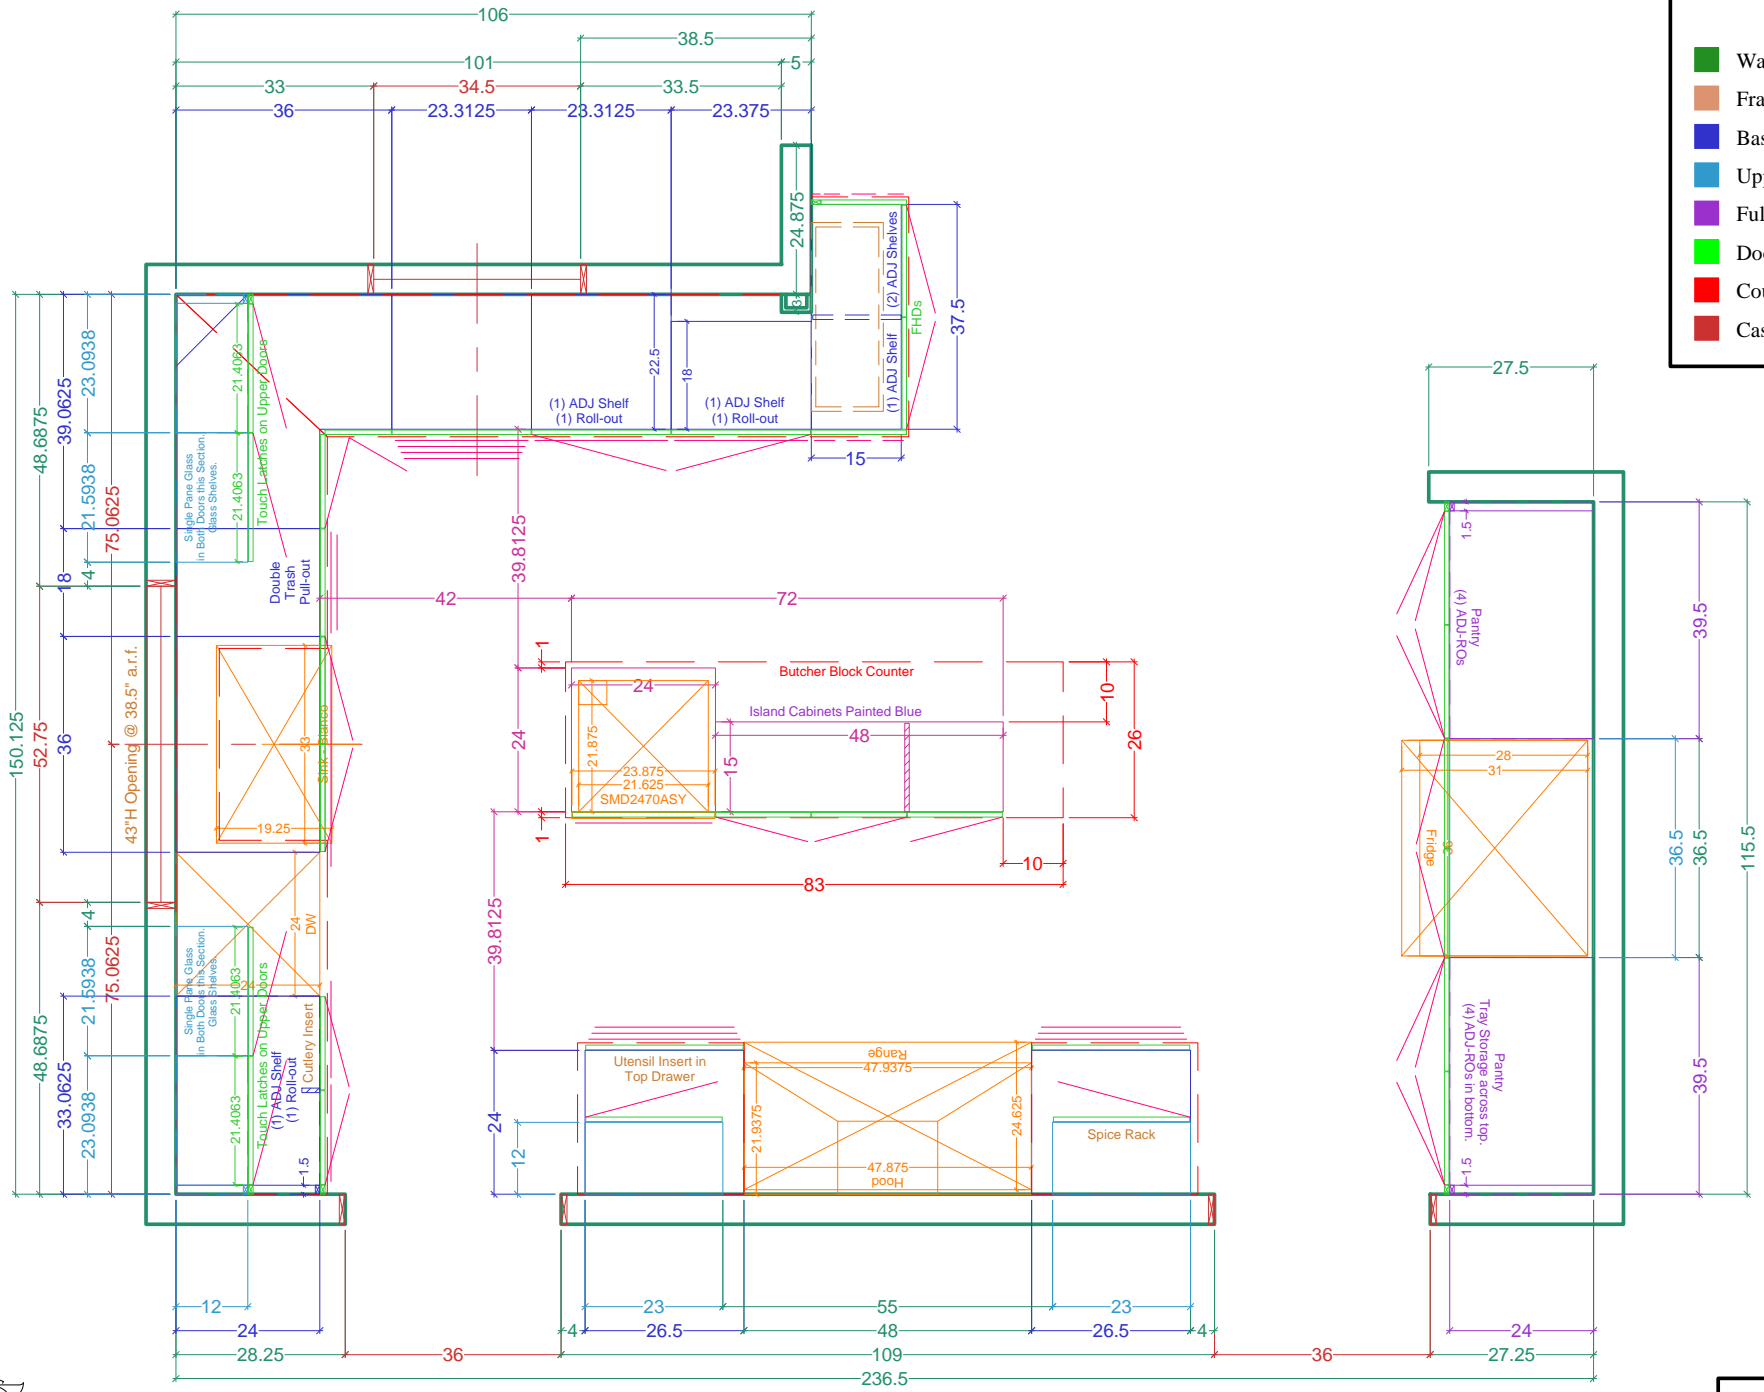 106
38.5
101
5
33
34.5
33.5
36
23.3125
23.3125
23.375
Wa
Fra
Bas
Upp
Full
Doo
Cou
Cas
24.875
3
(2) ADJ Shelves
(1) ADJ Shelf
FHDs
37.5
15
22.5
18
(1) ADJ Shelf
(1) Roll-out
(1) ADJ Shelf
(1) Roll-out
150.125
48.6875
52.75
48.6875
39.0625
18
36
33.0625
23.0938
21.5938
4
4
21.5938
23.0938
75.0625
75.0625
43"H Opening @ 38.5" a.r.f.
21.4063
21.4063
Touch Latches on Upper Doors
Single Pane Glass
in Both Doors this Section.
Glass Shelves.
Double
Trash
Pull-out
33
19.25
Sink - Blanco
24
DW
24
Single Pane Glass
in Both Doors this Section.
Glass Shelves.
21.4063
21.4063
Touch Latches on Upper Doors
(1) ADJ Shelf
(1) Roll-out
Cutlery Insert
1.5
39.8125
42
72
1
24
1
39.8125
Butcher Block Counter
24
Island Cabinets Painted Blue
48
15
21.875
23.875
21.625
SMD2470ASY
10
26
10
83
Utensil Insert in
Top Drawer
Range
47.9375
21.9375
24.625
47.875
Hood
Spice Rack
24
12
27.5
1.5
Pantry
(4) ADJ-ROs
39.5
28
31
Fridge
36
36.5
36.5
115.5
Pantry
Tray Storage across top.
(4) ADJ-ROs in bottom.
1.5
39.5
12
24
28.25
36
23
55
23
4
26.5
48
26.5
4
109
36
24
27.25
236.5